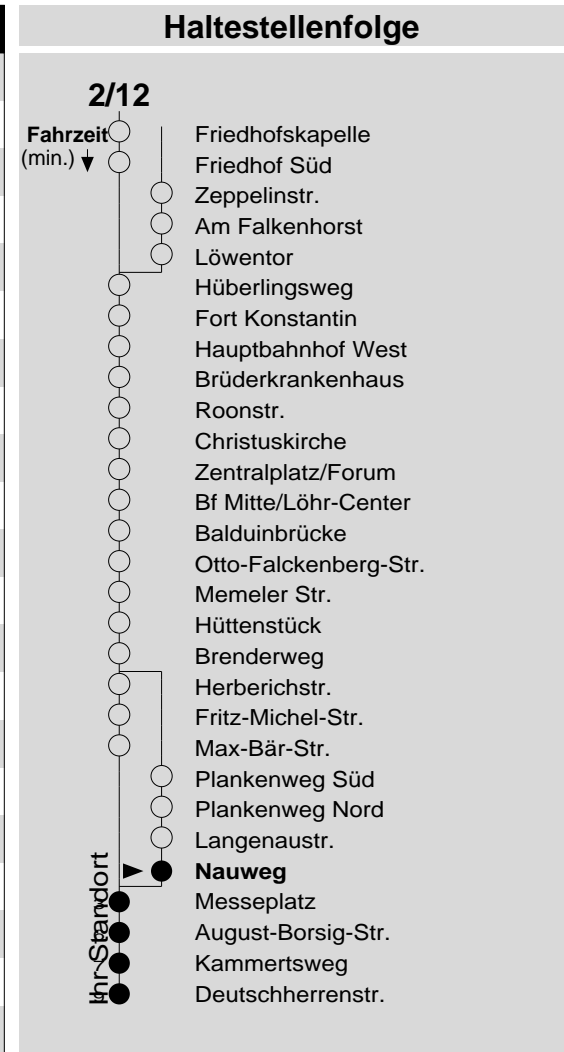 Haltestellenfolge
2/12
Fahrzeit
(min.)
Friedhofskapelle
Friedhof Süd
Zeppelinstr.
Am Falkenhorst
Löwentor
Hüberlingsweg
Fort Konstantin
Hauptbahnhof West
Brüderkrankenhaus
Roonstr.
Christuskirche
Zentralplatz/Forum
Bf Mitte/Löhr-Center
Balduinbrücke
Otto-Falckenberg-Str.
Memeler Str.
Hüttenstück
Brenderweg
Herberichstr.
Fritz-Michel-Str.
Max-Bär-Str.
Plankenweg Süd
Plankenweg Nord
Langenaustr.
Nauweg
Messeplatz
August-Borsig-Str.
Kammertsweg
Deutschherrenstr.
Ihr Standort